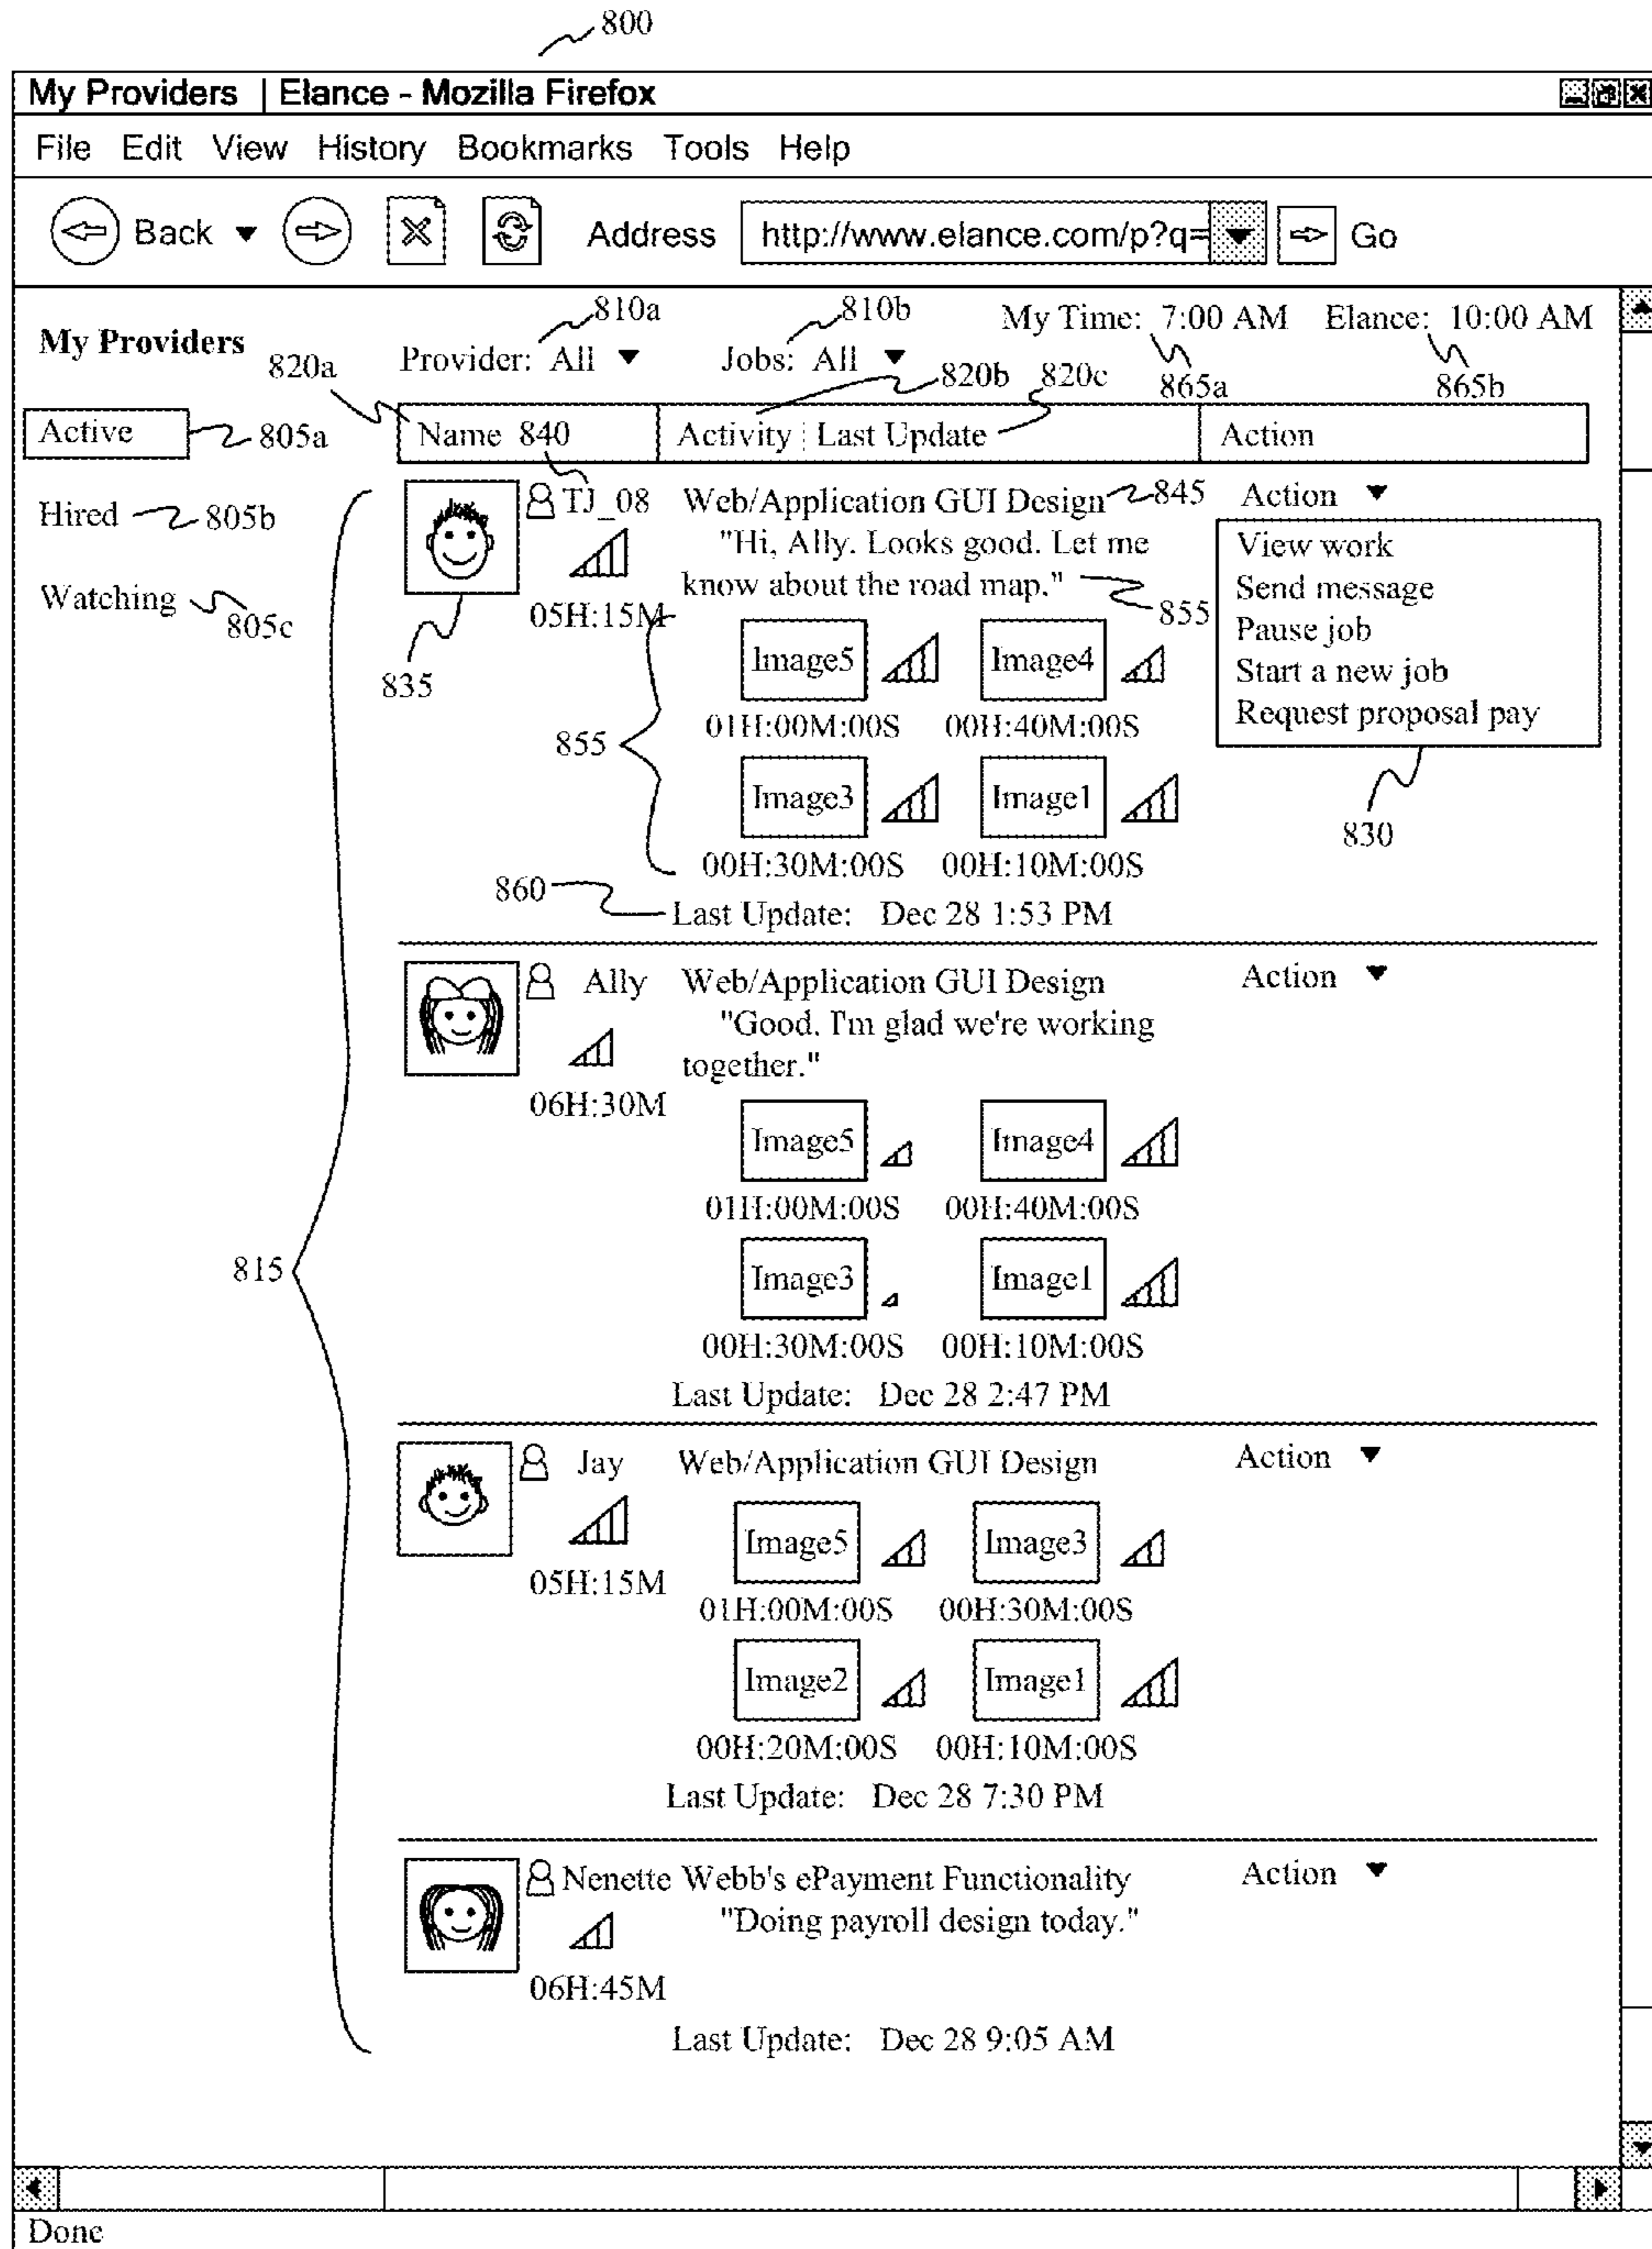 800
My Providers | Elance - Mozilla Firefox
File Edit View History Bookmarks Tools Help
Back Address http://www.elance.com/p?q= Go
810a 810b My Time: 7:00 AM Elance: 10:00 AM
My Providers 820a Provider: All Jobs: All 820b 820c 865a 865b
Active 805a Name 840 Activity Last Update Action
Hired 805b TJ_08 Web/Application GUI Design 845 Action
"Hi, Ally. Looks good. Let me View work
Watching 805c know about the road map." 855 Send message
05H:15M Pause job
835 Image5 Image4 Start a new job
Request proposal pay
855 01H:00M:00S 00H:40M:00S
Image3 Image1 830
00H:30M:00S 00H:10M:00S
860 Last Update: Dec 28 1:53 PM
Ally Web/Application GUI Design Action
"Good. I'm glad we're working
together."
06H:30M
Image5 Image4
01H:00M:00S 00H:40M:00S
815 Image3 Image1
00H:30M:00S 00H:10M:00S
Last Update: Dec 28 2:47 PM
Jay Web/Application GUI Design Action
Image5 Image3
05H:15M
01H:00M:00S 00H:30M:00S
Image2 Image1
00H:20M:00S 00H:10M:00S
Last Update: Dec 28 7:30 PM
Nenette Webb's ePayment Functionality Action
"Doing payroll design today."
06H:45M
Last Update: Dec 28 9:05 AM
Done